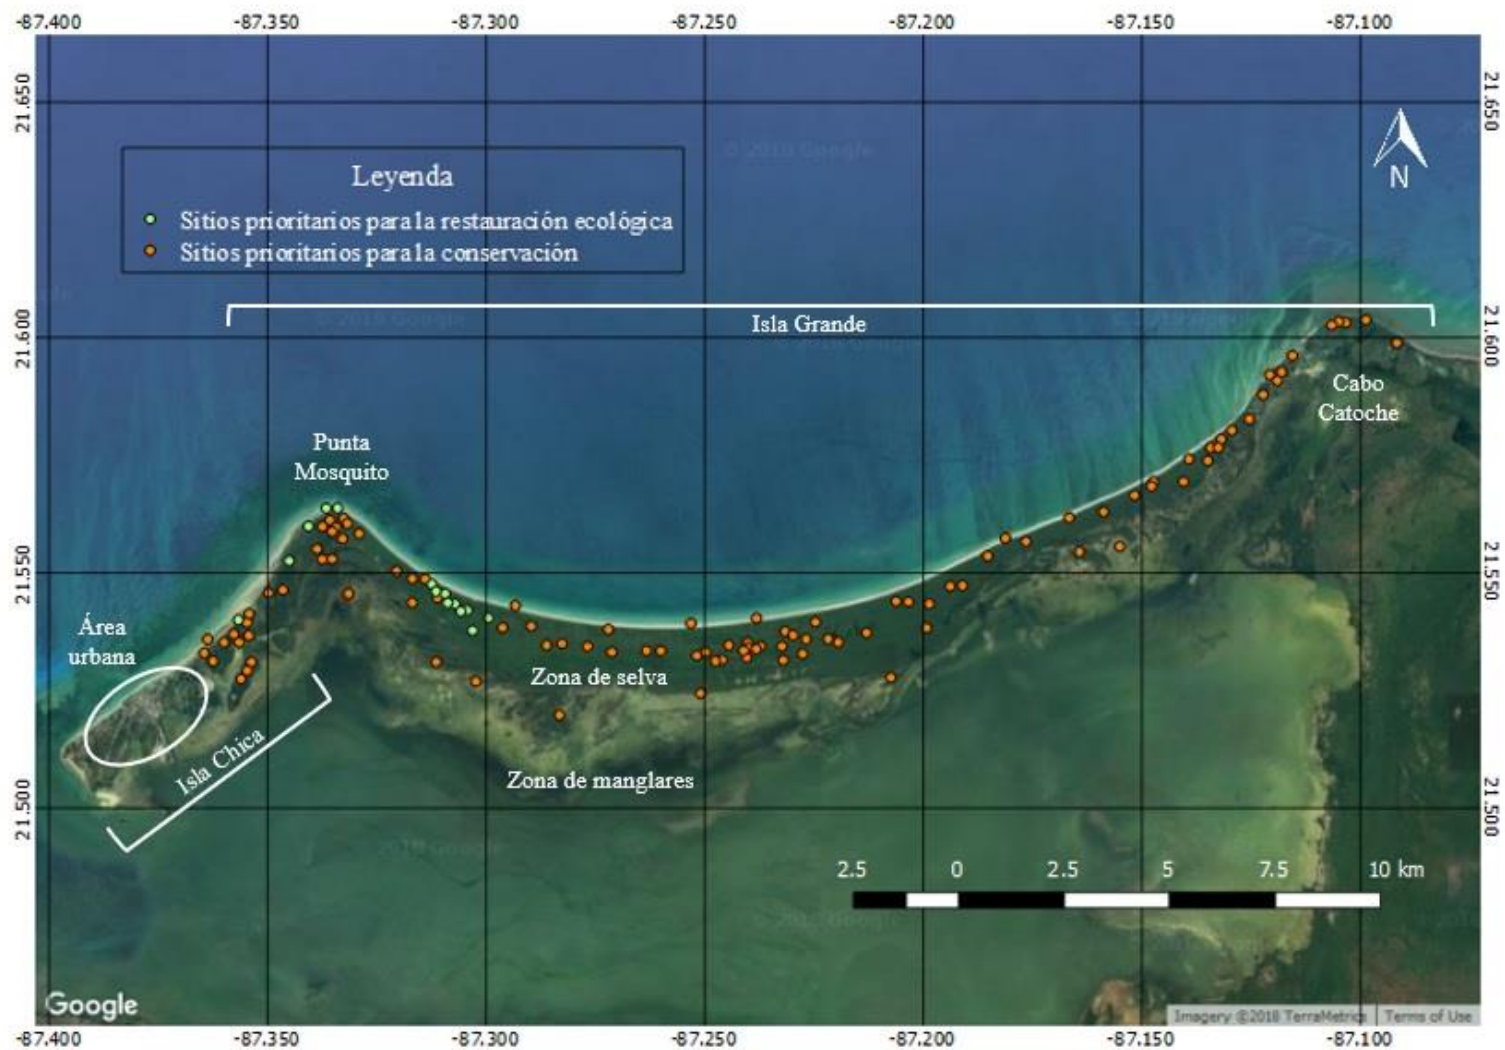 -87.400 -87.350 -87.300 -87.250 -87.200 -87.150 -87.100
21.650
21.650
Leyenda
N
Sitios prioritarios para la restauración ecológica
Sitios prioritarios para la conservación
Isla Grande
21.600
21.600
Cabo
Catoche
Punta
Mosquito
21.550
21.550
Área
urbana
Zona de selva
Isla Chica
Zona de manglares
21.500
21.500
2.5 0 2.5 5 7.5 10 km
Google
Imagery ©2018 TerraMetrics Terms of Use
-87.400 -87.350 -87.300 -87.250 -87.200 -87.150 -87.100